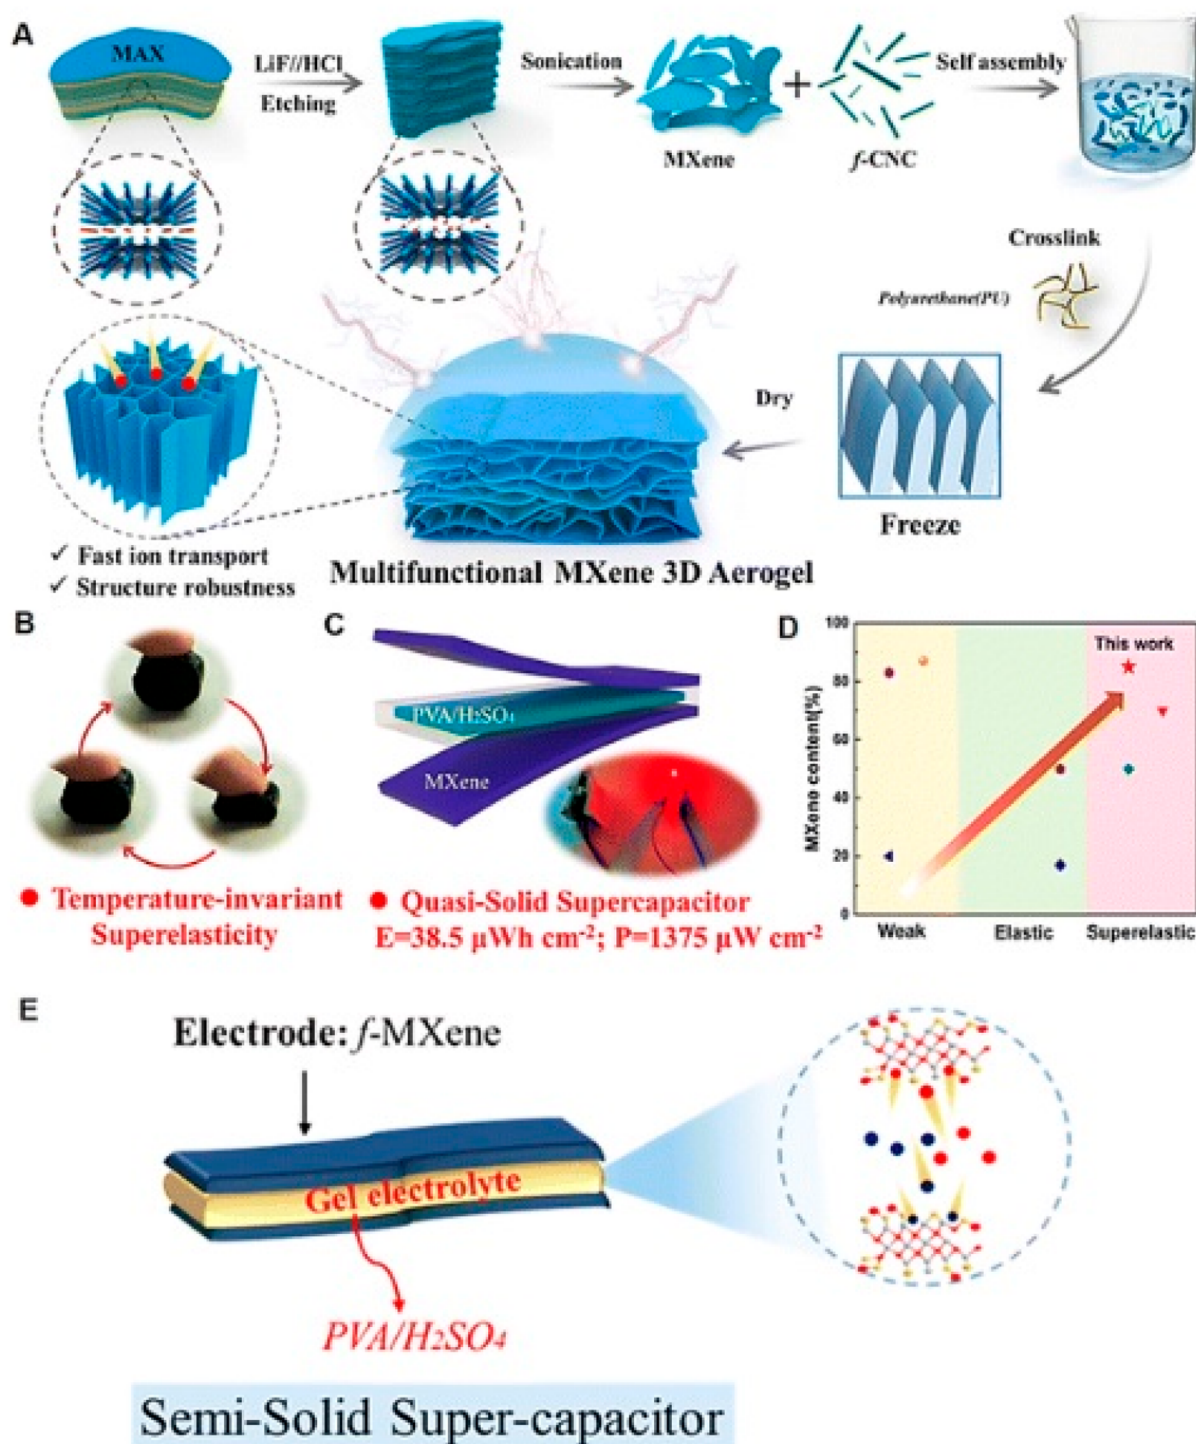 A
MAX
LiF//HCl
Etching
Sonication
MXene
+
f-CNC
Self assembly
Crosslink
Polyurethane(PU)
Freeze
Dry
✓ Fast ion transport
✓ Structure robustness
Multifunctional MXene 3D Aerogel
B
Temperature-invariant
Superelasticity
C
PVA/H2SO4
MXene
Quasi-Solid Supercapacitor
E=38.5 μWh cm-2; P=1375 μW cm-2
D
MXene content(%)
100
80
60
40
20
0
This work
Weak
Elastic
Superelastic
E
Electrode: f-MXene
Gel electrolyte
PVA/H2SO4
Semi-Solid Super-capacitor